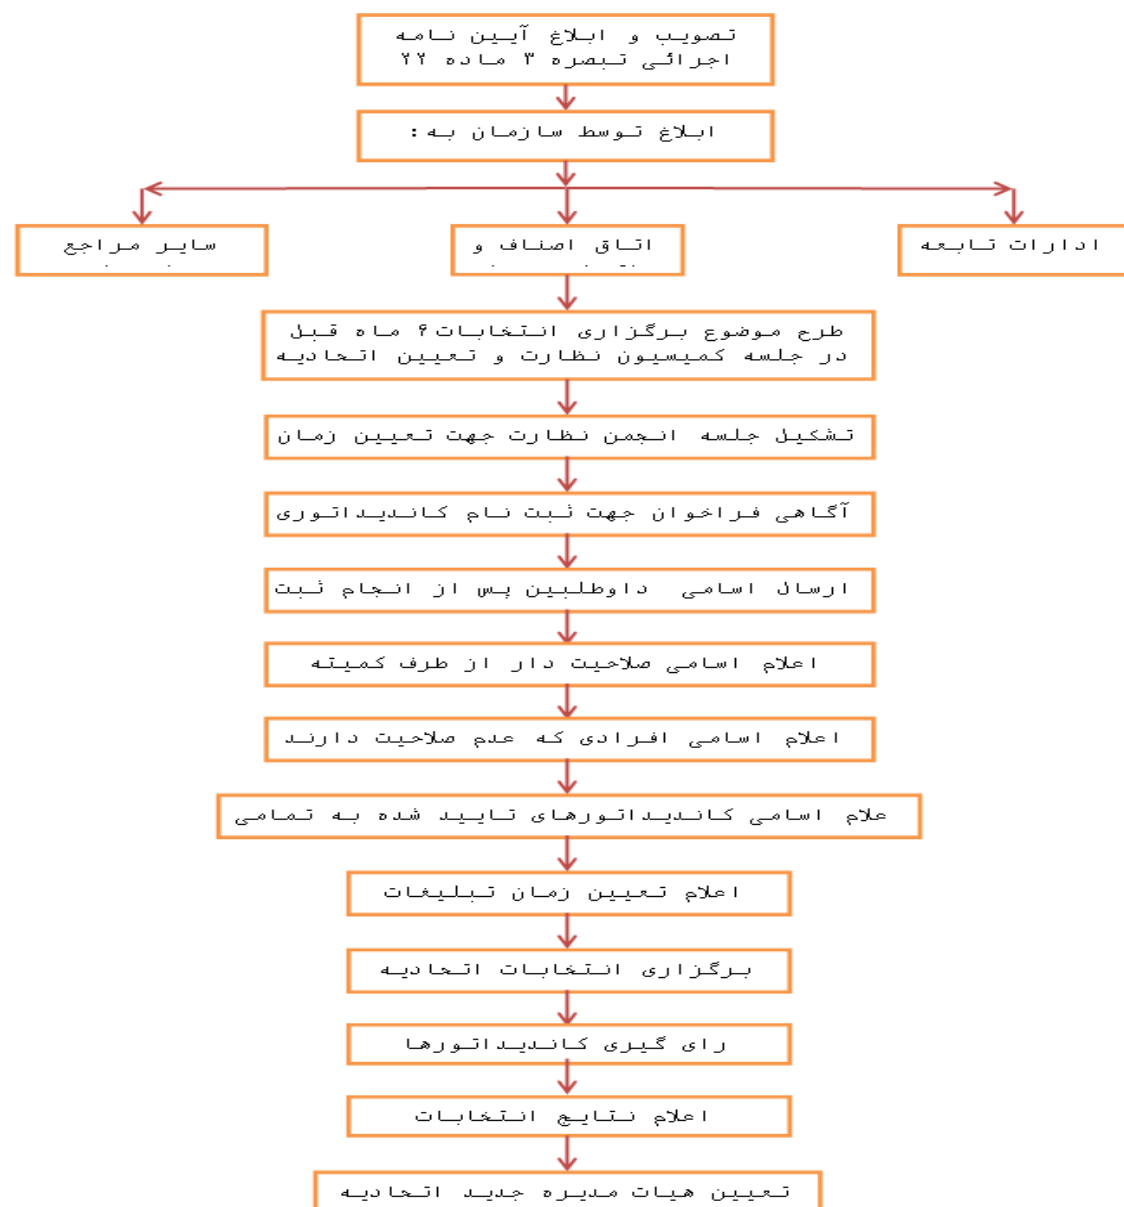 تصویب و ابلاغ آیین نامه
اجرائی تبصره ۳ ماده ۲۲
ابلاغ توسط سازمان به :
ادارات تابعه
اتاق اصناف و
سایر مراجع
طرح موضوع برگزاری انتخابات ۶ ماه قبل
در جلسه کمیسیون نظارت و تعیین اتحادیه
تشکیل جلسه انجمن نظارت جهت تعیین زمان
آگاهی فراخوان جهت ثبت نام کاندیداتوری
ارسال اسامی داوطلبین پس از انجام ثبت
اعلام اسامی صلاحیت دار از طرف کمیته
اعلام اسامی افرادی که عدم صلاحیت دارند
علام اسامی کاندیداتورهای تایید شده به تمامی
اعلام تعیین زمان تبلیغات
برگزاری انتخابات اتحادیه
رای گیری کاندیداتورها
اعلام نتایج انتخابات
تعیین هیات مدیره جدید اتحادیه